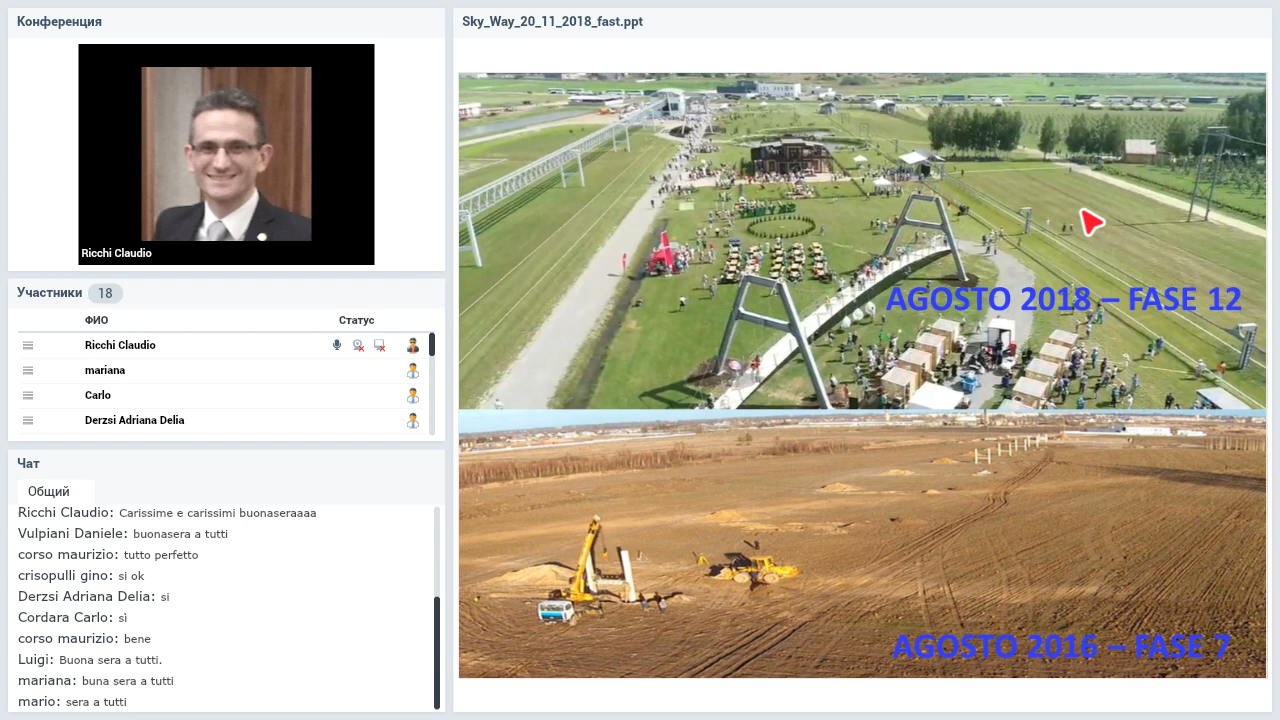 Конференция
Ricchi Claudio
Участники 18
ФИО Статус
Ricchi Claudio
mariana
Carlo
Derzsi Adriana Delia
Чат
Общий
Ricchi Claudio: Carissime e carissimi buonaseraaaa
Vulpiani Daniele: buonasera a tutti
corso maurizio: tutto perfetto
crisopulli gino: si ok
Derzsi Adriana Delia: si
Cordara Carlo: sì
corso maurizio: bene
Luigi: Buona sera a tutti.
mariana: buna sera a tutti
mario: sera a tutti
Sky_Way_20_11_2018_fast.ppt
AGOSTO 2018 – FASE 12
AGOSTO 2016 – FASE 7